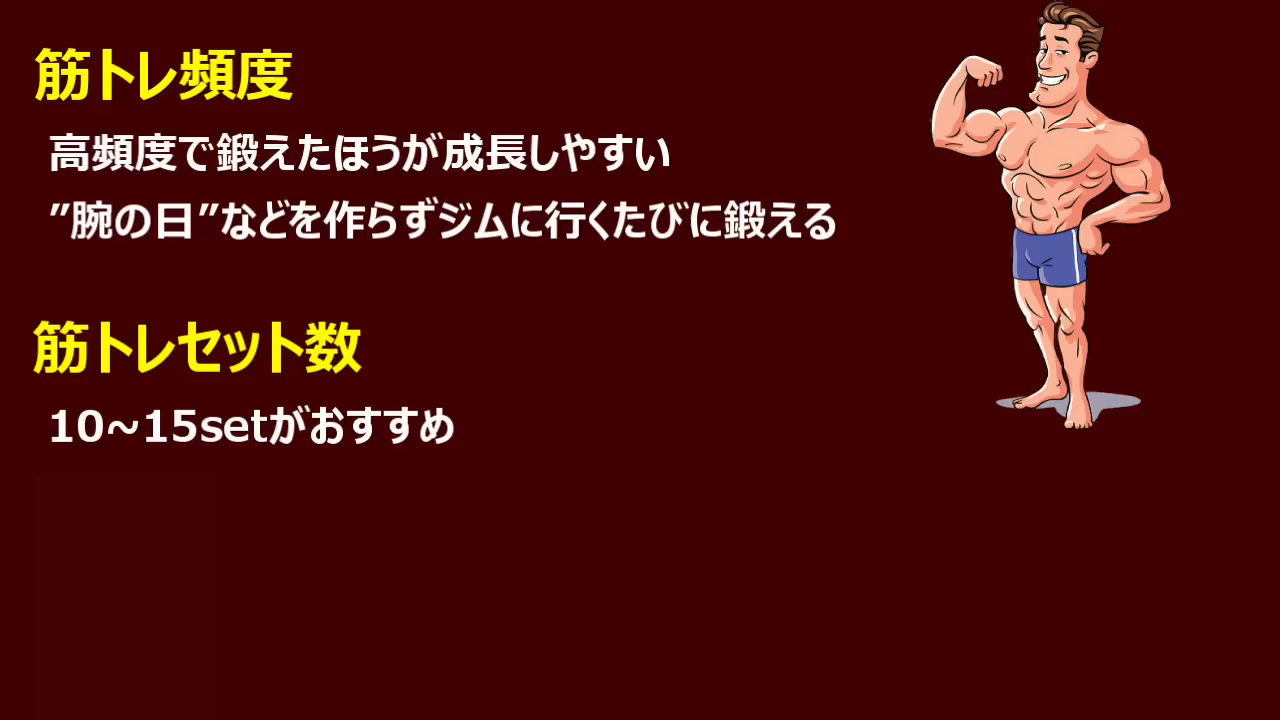 筋トレ頻度
高頻度で鍛えたほうが成長しやすい
”腕の日”などを作らずジムに行くたびに鍛える
筋トレセット数
10~15setがおすすめ